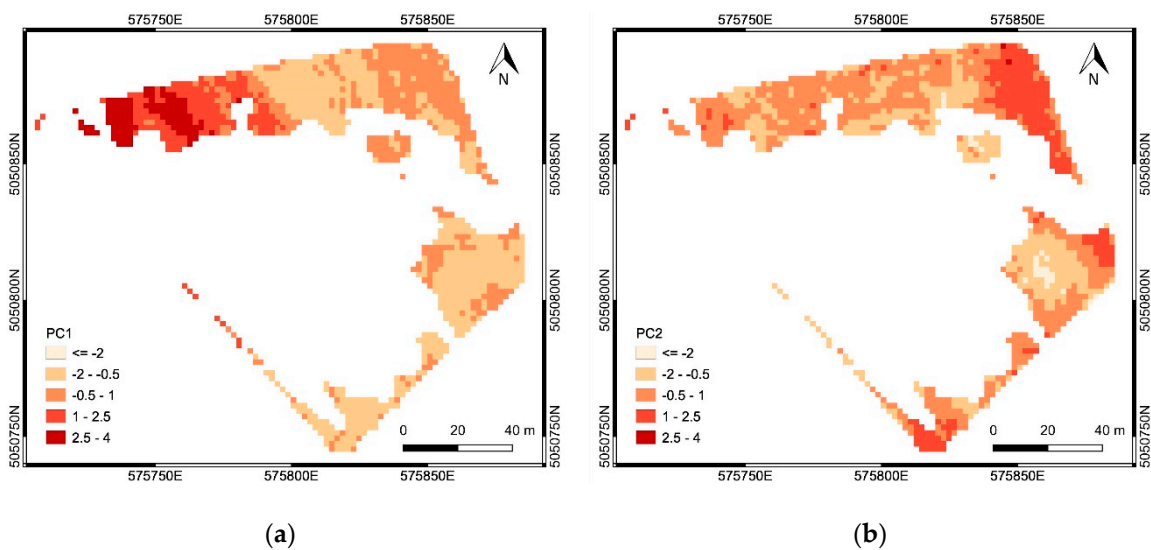 575750E 575800E 575850E
5050850N 5050850N
5050800N 5050800N
5050750N 5050750N
N
PC1
<= -2
-2 - -0.5
-0.5 - 1
1 - 2.5
2.5 - 4
0 20 40 m
575750E 575800E 575850E
(a)
575750E 575800E 575850E
5050850N 5050850N
5050800N 5050800N
5050750N 5050750N
N
PC2
<= -2
-2 - -0.5
-0.5 - 1
1 - 2.5
2.5 - 4
0 20 40 m
575750E 575800E 575850E
(b)